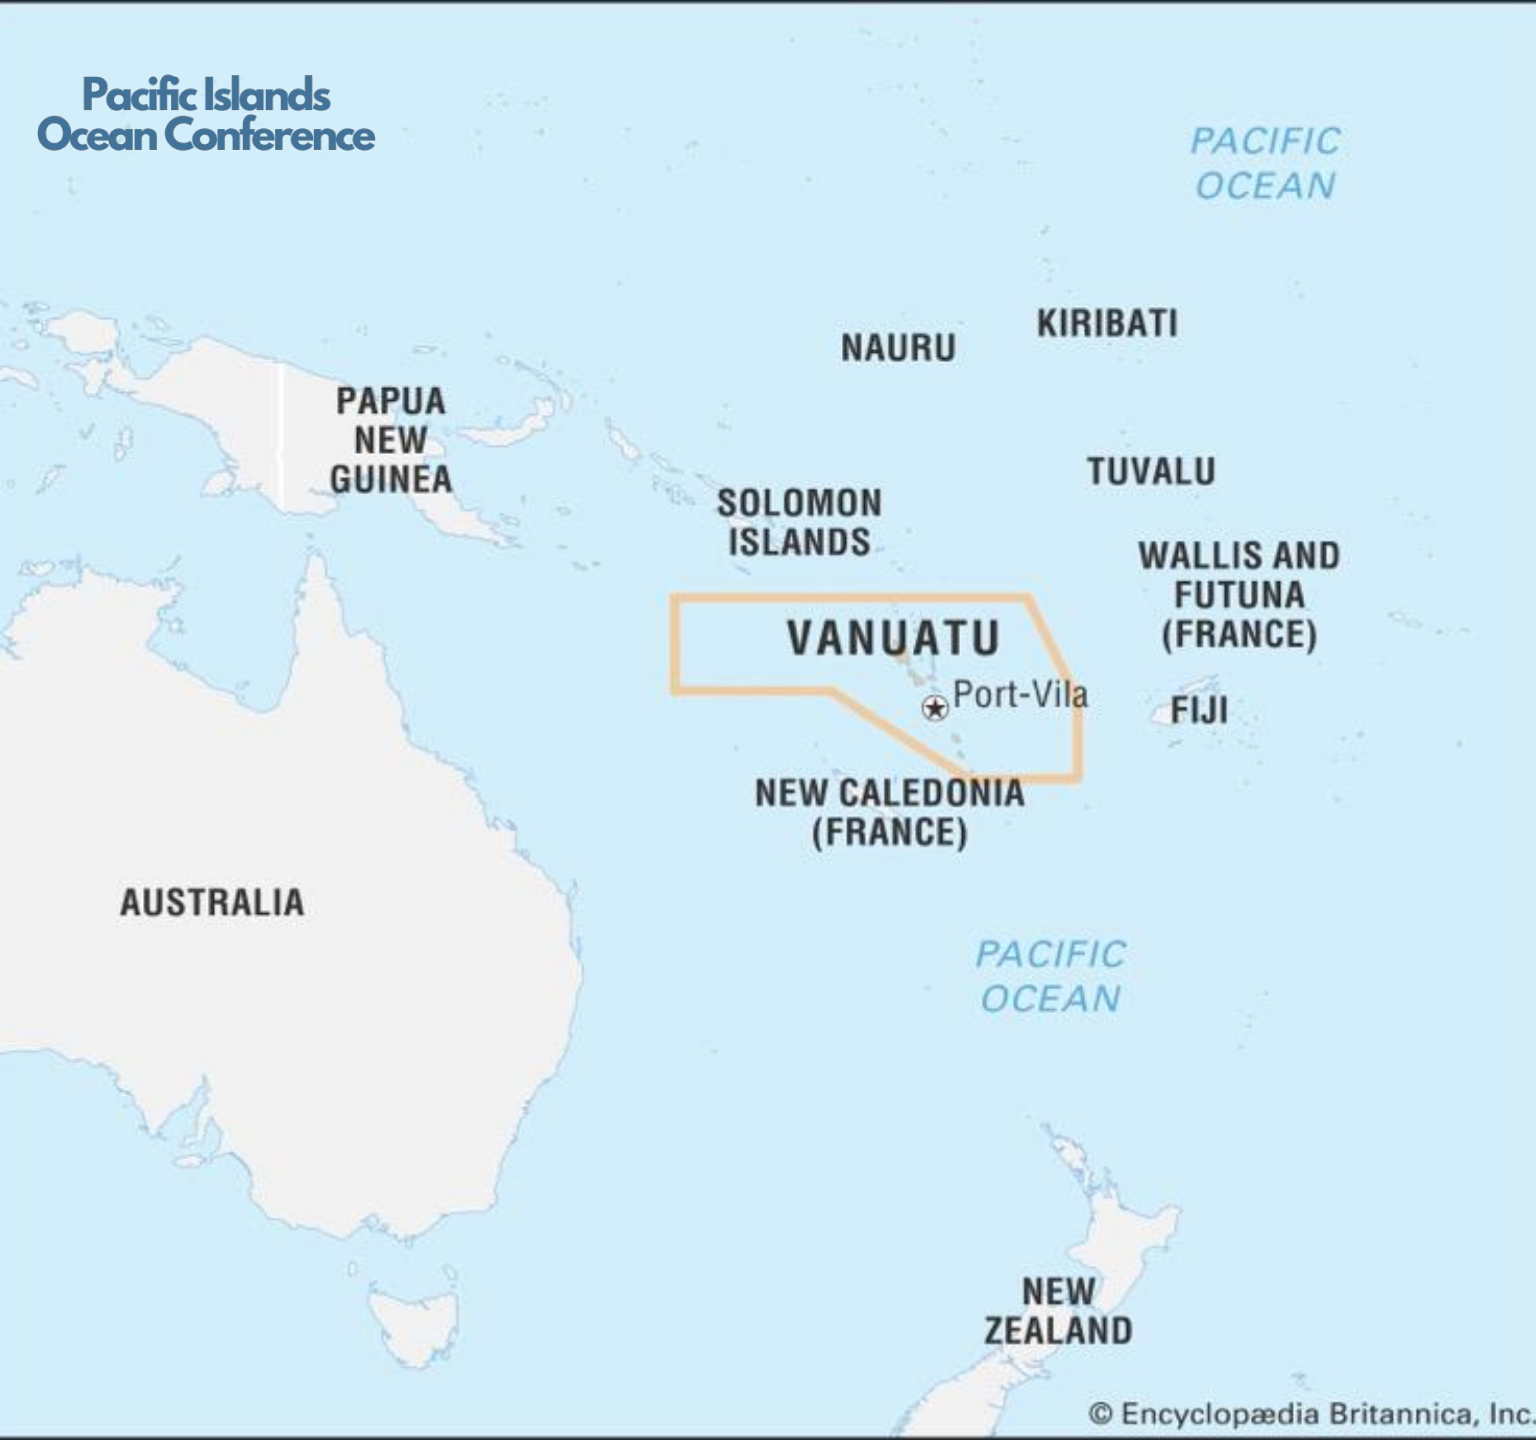 Pacific Islands
Ocean Conference
PACIFIC
OCEAN
NAURU
KIRIBATI
PAPUA
NEW
GUINEA
TUVALU
SOLOMON
ISLANDS
WALLIS AND
FUTUNA
(FRANCE)
VANUATU
Port-Vila
FIJI
NEW CALEDONIA
(FRANCE)
AUSTRALIA
PACIFIC
OCEAN
NEW
ZEALAND
© Encyclopædia Britannica, Inc.